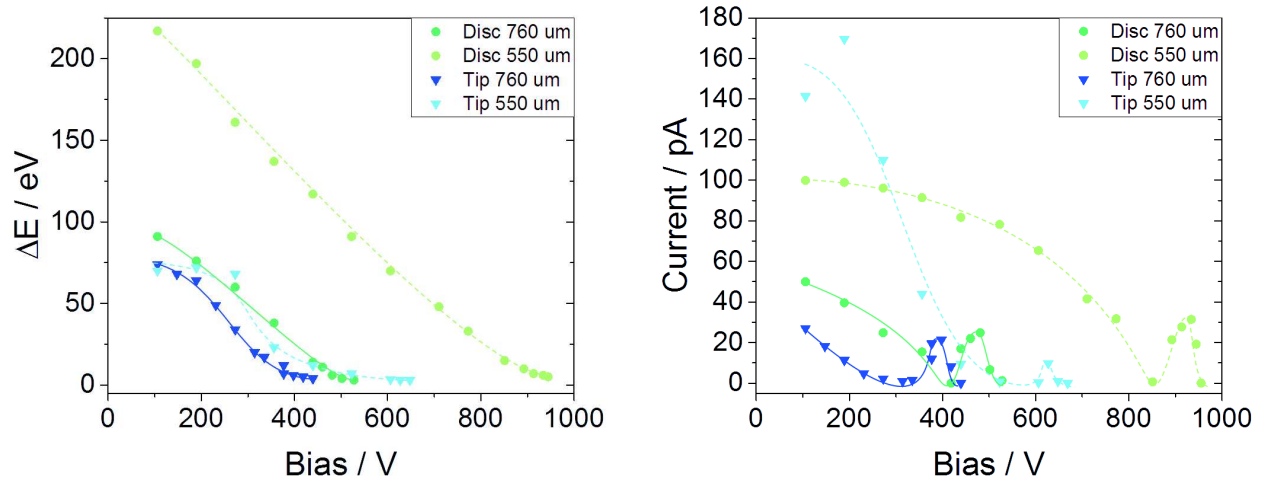 Disc 760 um
Disc 550 um
Tip 760 um
Tip 550 um
200
150
100
50
0
ΔE / eV
0 200 400 600 800 1000
Bias / V
180
160
140
120
100
80
60
40
20
0
Current / pA
Disc 760 um
Disc 550 um
Tip 760 um
Tip 550 um
0 200 400 600 800 1000
Bias / V